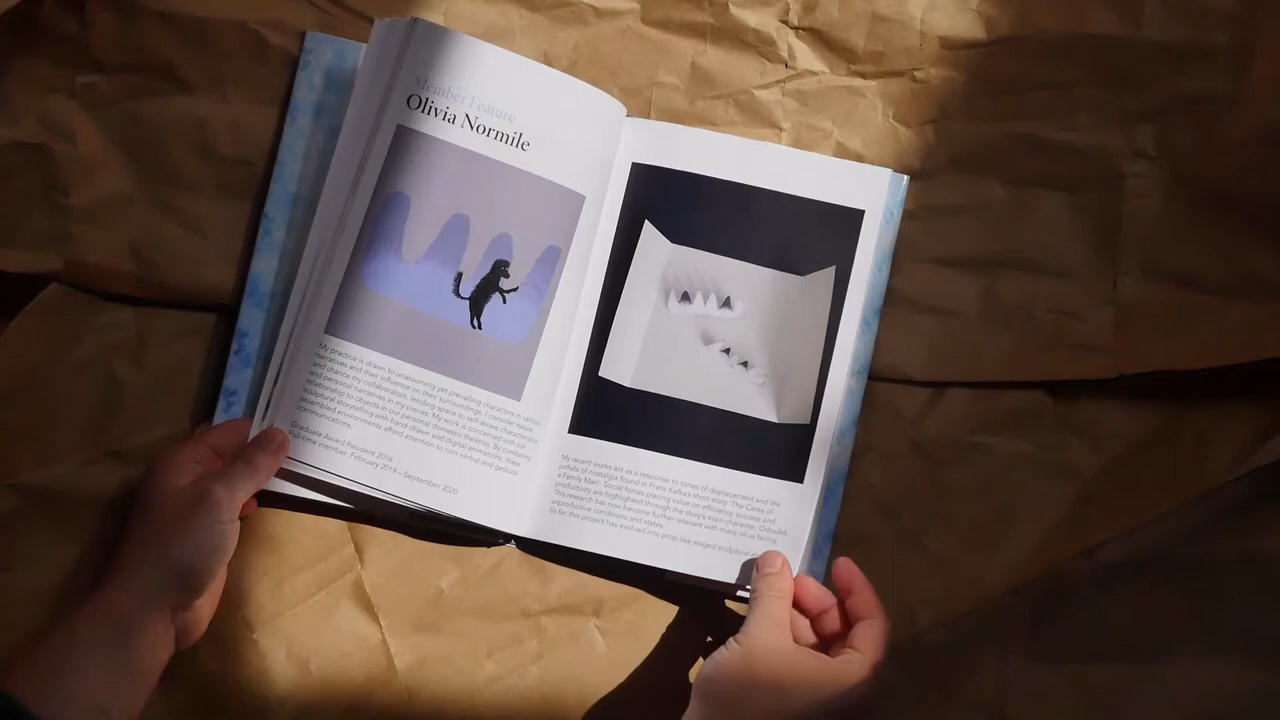 Member Feature
Olivia Normile
My practice is drawn to unassuming yet prevailing characters in
narratives and their influence on their surroundings. I consider naive
and chance my collaborators, lending space to self-aware characteristics
and personal narratives in my pieces. My work is concerned with our
relationship to objects in our personal domestic theatres. By combining
sculptural storytelling with hand-drawn and digital animations, these
assembled environments afford attention to non verbal and gestural
communications.
Graduate Award Resident 2018
Full-time member: February 2019 – September 2020
My recent works act as a response to tones of displacement and the
pitfalls of nostalgia found in Franz Kafka's short story 'The Cares of
a Family Man'. Social forces placing value on efficiency, success and
productivity are highlighted through the story's main character, Odradek.
This research has now become further relevant with many of us facing
unproductive conditions and states.
So far, this project has evolved into prop-like staged sculptural